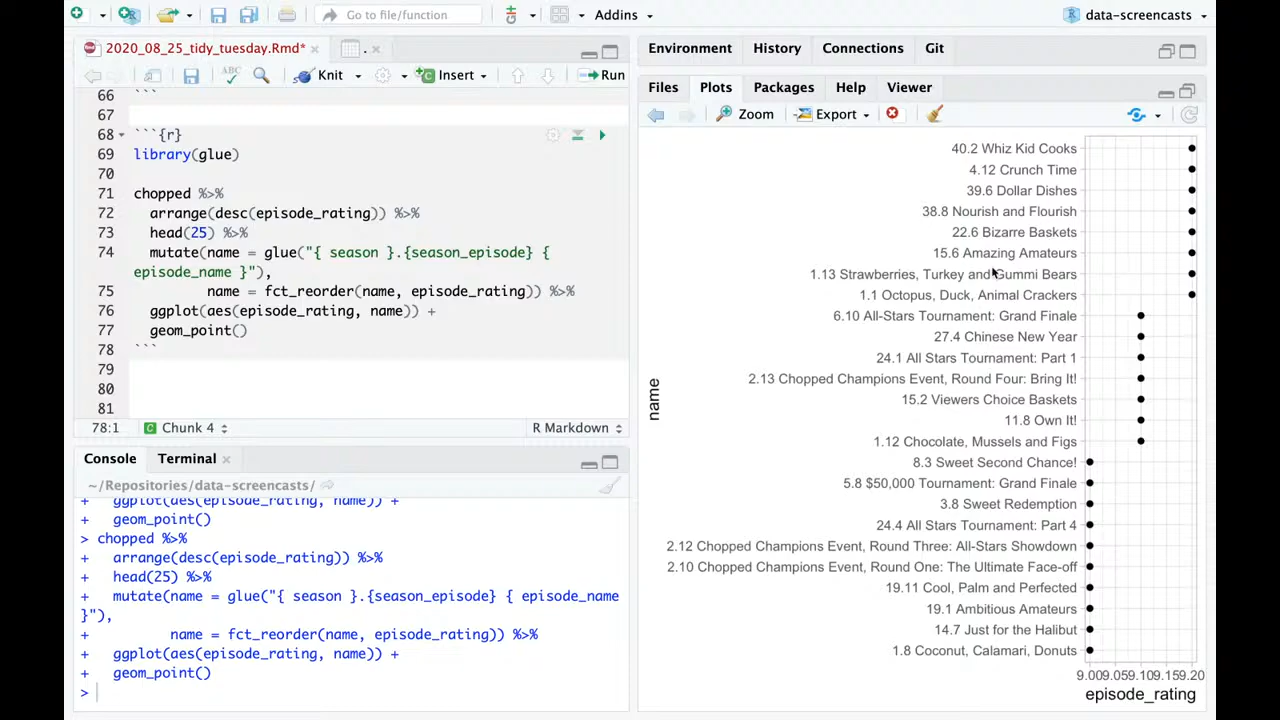 Go to file/function
Addins
data-screencasts
2020_08_25_tidy_tuesday.Rmd*
.
ABC
Knit
Insert
Run
66 ```
67
68 ```{r}
69 library(glue)
70
71 chopped %>%
72   arrange(desc(episode_rating)) %>%
73   head(25) %>%
74   mutate(name = glue("{ season }.{season_episode} {
episode_name }"),
75          name = fct_reorder(name, episode_rating)) %>%
76   ggplot(aes(episode_rating, name)) +
77   geom_point()
78 ```
79
80
81
78:1 Chunk 4 R Markdown
Console Terminal
~/Repositories/data-screencasts/
+   ggplot(aes(episode_rating, name)) +
+   geom_point()
> chopped %>%
+   arrange(desc(episode_rating)) %>%
+   head(25) %>%
+   mutate(name = glue("{ season }.{season_episode} { episode_name
}"),
+          name = fct_reorder(name, episode_rating)) %>%
+   ggplot(aes(episode_rating, name)) +
+   geom_point()
>
Environment History Connections Git
Files Plots Packages Help Viewer
Zoom Export
40.2 Whiz Kid Cooks
4.12 Crunch Time
39.6 Dollar Dishes
38.8 Nourish and Flourish
22.6 Bizarre Baskets
15.6 Amazing Amateurs
1.13 Strawberries, Turkey and Gummi Bears
1.1 Octopus, Duck, Animal Crackers
6.10 All-Stars Tournament: Grand Finale
27.4 Chinese New Year
24.1 All Stars Tournament: Part 1
2.13 Chopped Champions Event, Round Four: Bring It!
15.2 Viewers Choice Baskets
11.8 Own It!
1.12 Chocolate, Mussels and Figs
8.3 Sweet Second Chance!
5.8 $50,000 Tournament: Grand Finale
3.8 Sweet Redemption
24.4 All Stars Tournament: Part 4
2.12 Chopped Champions Event, Round Three: All-Stars Showdown
2.10 Chopped Champions Event, Round One: The Ultimate Face-off
19.11 Cool, Palm and Perfected
19.1 Ambitious Amateurs
14.7 Just for the Halibut
1.8 Coconut, Calamari, Donuts
name
9.00 9.05 9.10 9.15 9.20
episode_rating